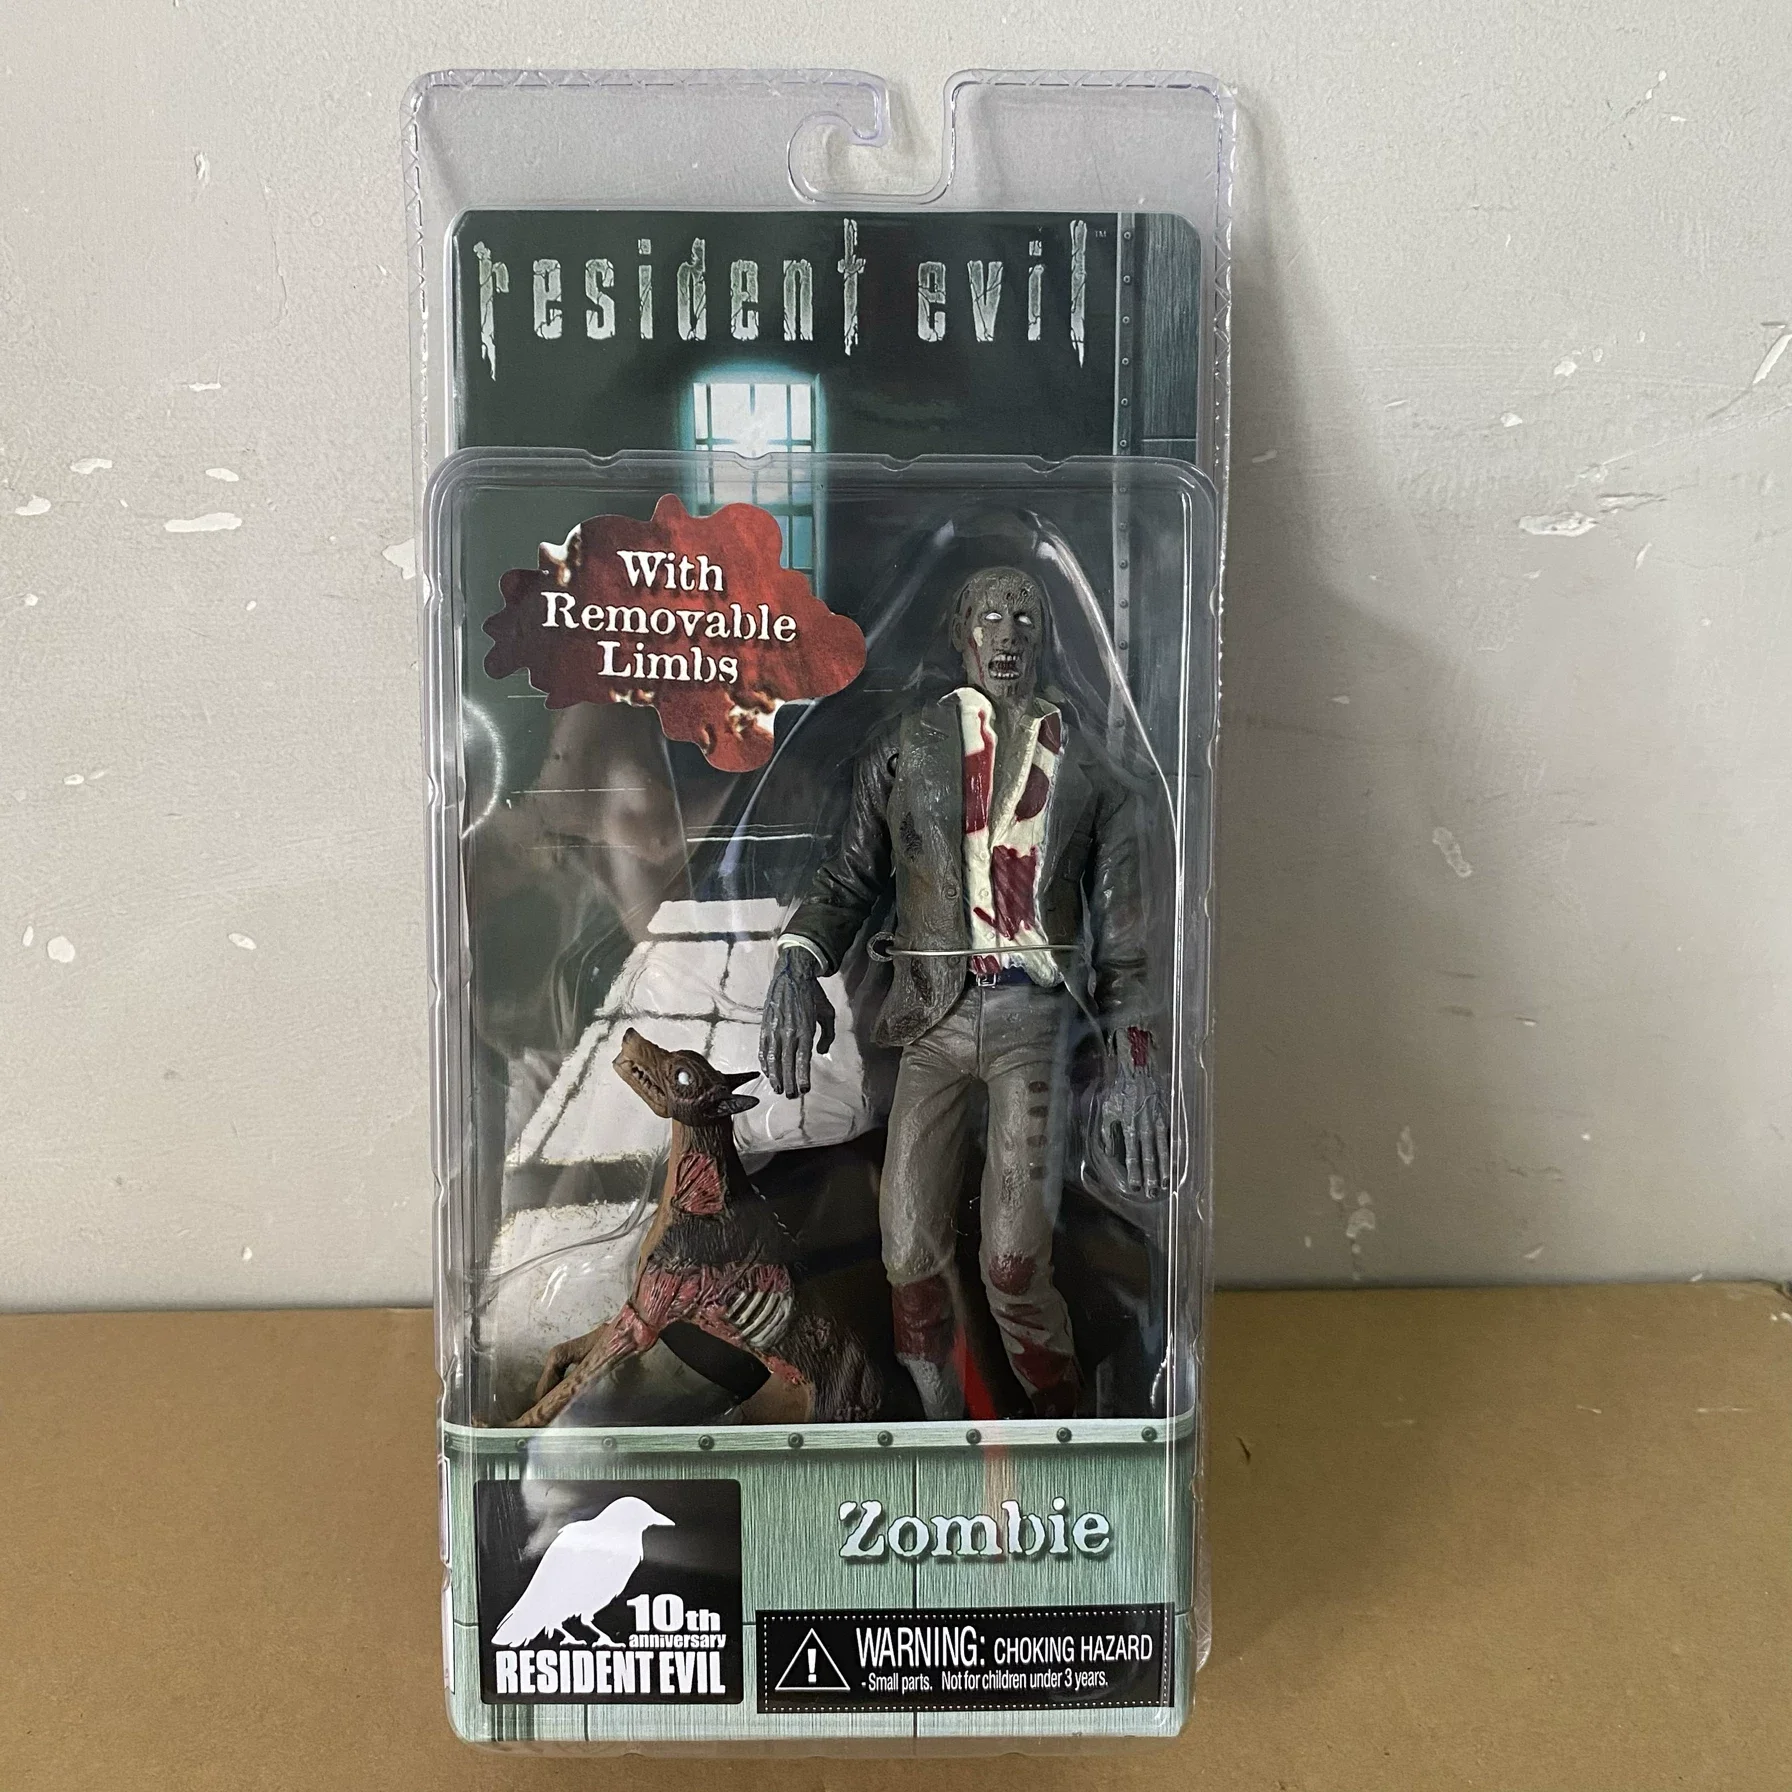 resident evil™
With
Removable
Limbs
Zombie
10th
anniversary
RESIDENT EVIL
WARNING: CHOKING HAZARD
- Small parts. Not for children under 3 years.